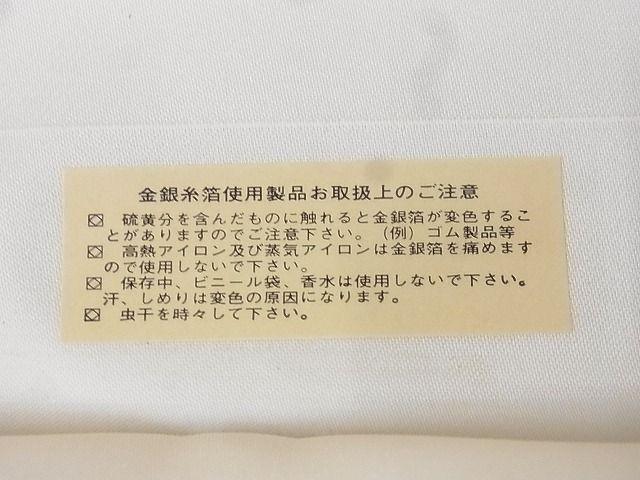 金銀糸箔使用製品お取扱上のご注意
硫黄分を含んだものに触れると金銀箔が変色するこ
とがありますのでご注意下さい。（例）ゴム製品等
高熱アイロン及び蒸気アイロンは金銀箔を痛めます
ので使用しないで下さい。
保存中、ビニール袋、香水は使用しないで下さい。
汗、しめりは変色の原因になります。
虫干を時々して下さい。